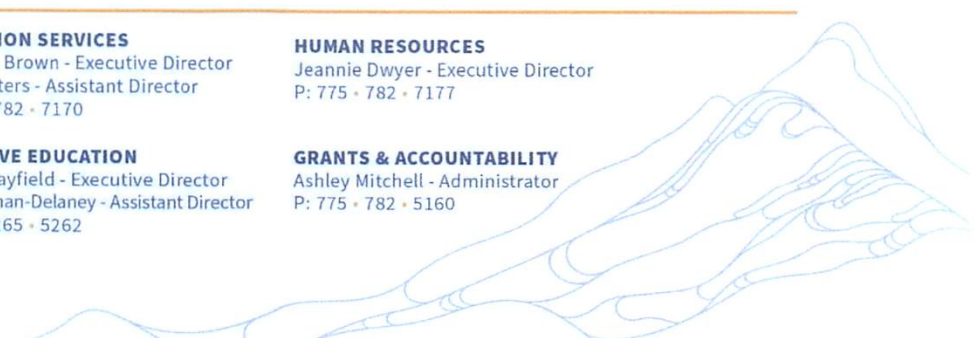 ION SERVICES
Brown - Executive Director
ters - Assistant Director
782 • 7170
HUMAN RESOURCES
Jeannie Dwyer - Executive Director
P: 775 • 782 • 7177
VE EDUCATION
ayfield - Executive Director
nan-Delaney - Assistant Director
265 • 5262
GRANTS & ACCOUNTABILITY
Ashley Mitchell - Administrator
P: 775 • 782 • 5160